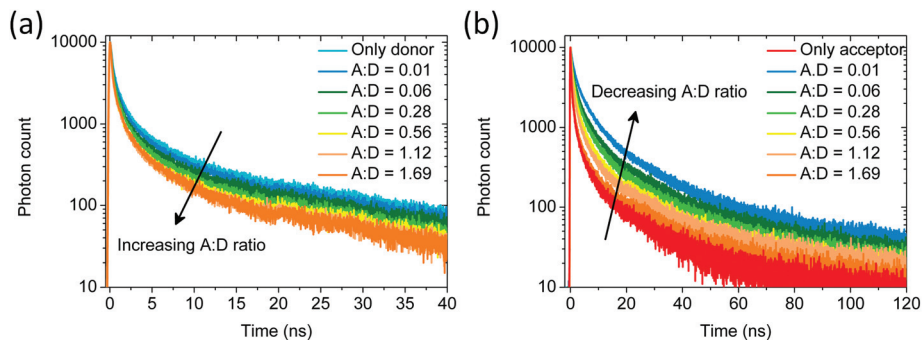 (a)
10000
1000
100
10
Photon count
Only donor
A:D = 0.01
A:D = 0.06
A:D = 0.28
A:D = 0.56
A:D = 1.12
A:D = 1.69
Increasing A:D ratio
0 5 10 15 20 25 30 35 40
Time (ns)
(b)
10000
1000
100
10
Photon count
Only acceptor
A:D = 0.01
A:D = 0.06
A:D = 0.28
A:D = 0.56
A:D = 1.12
A:D = 1.69
Decreasing A:D ratio
0 20 40 60 80 100 120
Time (ns)